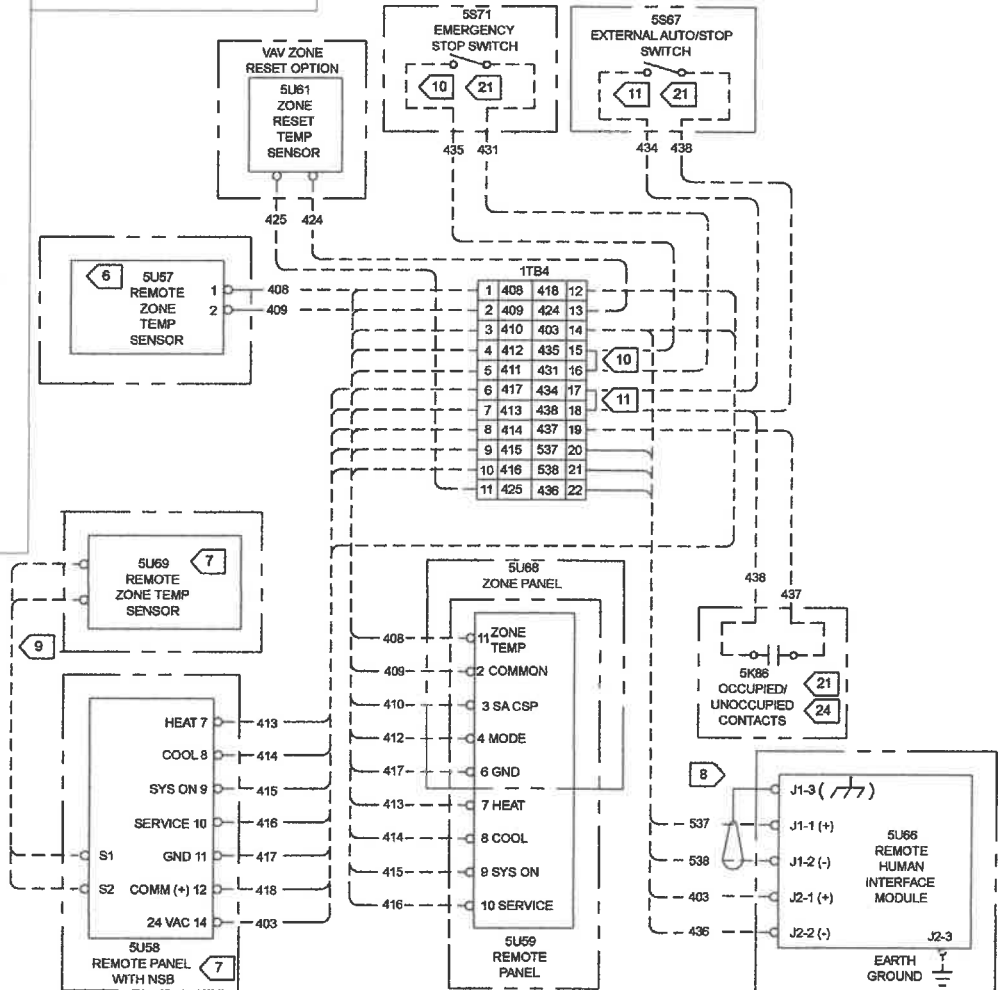 5S71
EMERGENCY
STOP SWITCH
10
21
435
431
5S67
EXTERNAL AUTO/STOP
SWITCH
11
21
434
438
VAV ZONE
RESET OPTION
5U61
ZONE
RESET
TEMP
SENSOR
425
424
6
5U57
REMOTE
ZONE
TEMP
SENSOR
1
408
2
409
1TB4
1 408 418 12
2 409 424 13
3 410 403 14
4 412 435 15
5 411 431 16
6 417 434 17
7 413 438 18
8 414 437 19
9 415 537 20
10 416 538 21
11 425 436 22
10
11
5U69
REMOTE
ZONE TEMP
SENSOR
7
9
5U68
ZONE PANEL
408 11 ZONE
TEMP
409 2 COMMON
410 3 SA CSP
412 4 MODE
417 6 GND
413 7 HEAT
414 8 COOL
415 9 SYS ON
416 10 SERVICE
5U59
REMOTE
PANEL
438
437
5K86
OCCUPIED/
UNOCCUPIED
CONTACTS
21
24
HEAT 7 413
COOL 8 414
SYS ON 9 415
SERVICE 10 416
S1 GND 11 417
S2 COMM (+) 12 418
24 VAC 14 403
5U58
REMOTE PANEL
WITH NSB
7
8
J1-3 ( )
537 J1-1 (+)
538 J1-2 (-)
403 J2-1 (+)
436 J2-2 (-)
5U66
REMOTE
HUMAN
INTERFACE
MODULE
J2-3
EARTH
GROUND